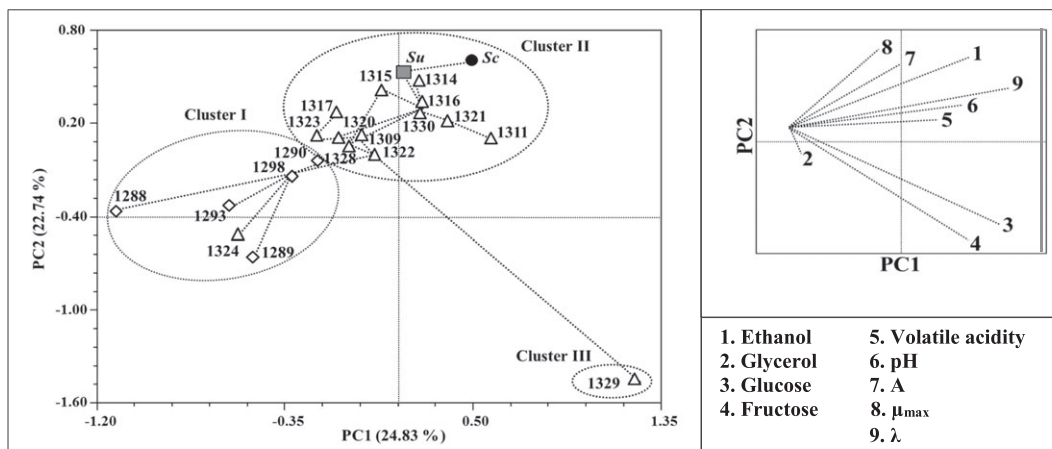 0.80
0.20
-0.40
-1.00
-1.60
PC2 (22.74 %)
-1.20
-0.35
0.50
1.35
PC1 (24.83 %)
Cluster I
Cluster II
Cluster III
Su
Sc
1315
1314
1317
1316
1320
1323
1330
1321
1311
1309
1290
1328
1322
1298
1288
1293
1324
1289
1329
PC2
PC1
8
7
1
9
6
5
2
3
4
1. Ethanol
2. Glycerol
3. Glucose
4. Fructose
5. Volatile acidity
6. pH
7. A
8. μmax
9. λ